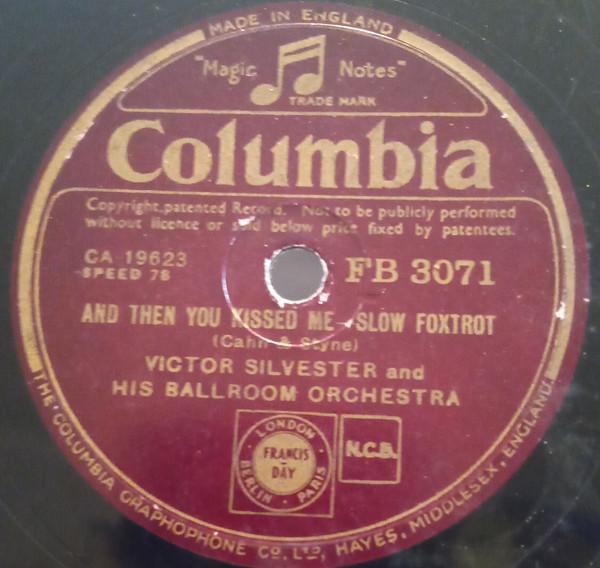 MADE IN ENGLAND
"Magic Notes"
TRADE MARK
Columbia
Copyright, patented Record. Not to be publicly performed
without licence or sold below price fixed by patentees.
CA 19623
SPEED 78
FB 3071
AND THEN YOU KISSED ME - SLOW FOXTROT
(Cahn & Styne)
VICTOR SILVESTER and
HIS BALLROOM ORCHESTRA
LONDON
FRANCIS
DAY
BERLIN · PARIS
N.C.B.
THE COLUMBIA GRAPHOPHONE CO. LTD, HAYES, MIDDLESEX, ENGLAND.